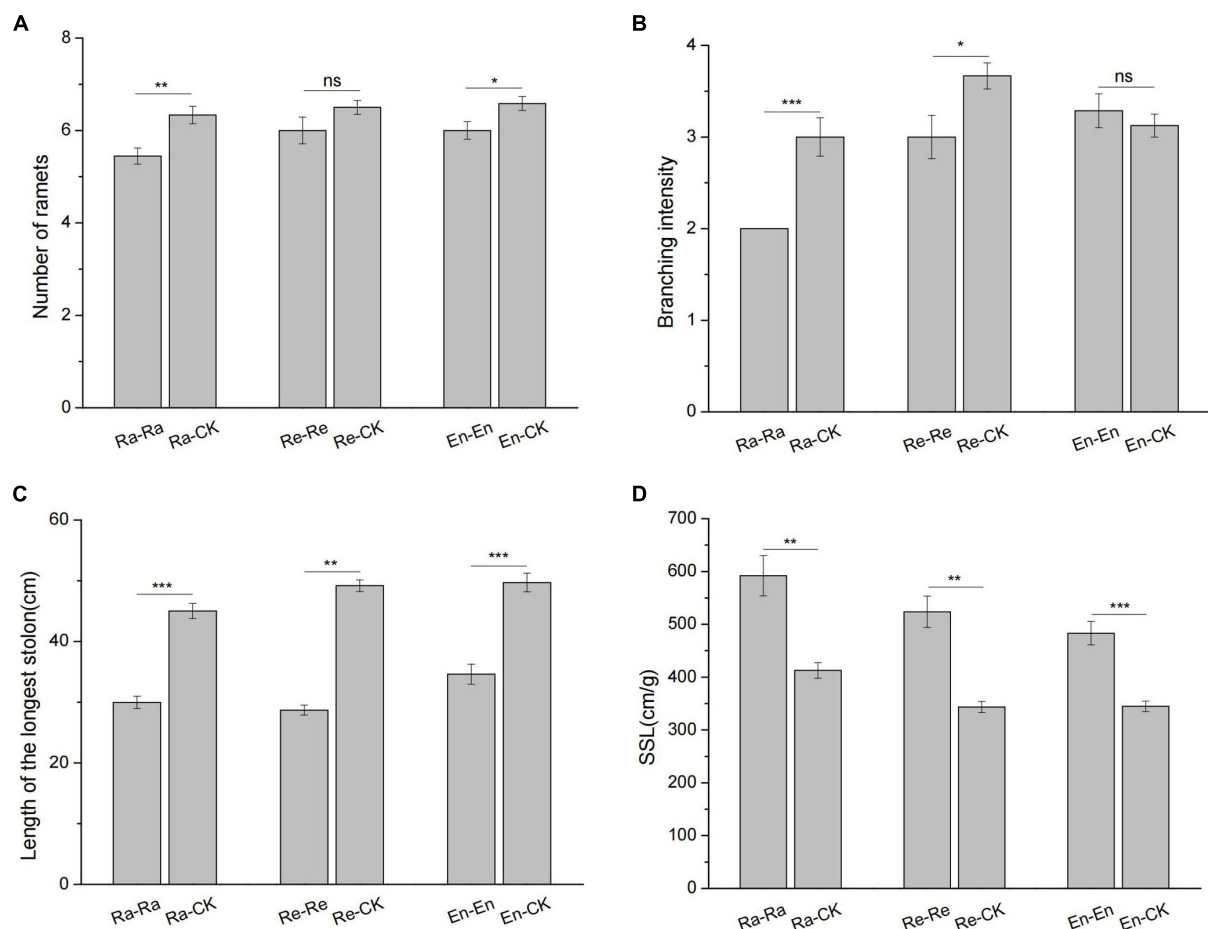 A
Number of ramets
8
6
4
2
0
**
ns
*
Ra-Ra Ra-CK Re-Re Re-CK En-En En-CK
B
Branching intensity
4
3
2
1
0
***
*
ns
Ra-Ra Ra-CK Re-Re Re-CK En-En En-CK
C
Length of the longest stolon(cm)
60
40
20
0
***
**
***
Ra-Ra Ra-CK Re-Re Re-CK En-En En-CK
D
SSL(cm/g)
700
600
500
400
300
200
100
0
**
**
***
Ra-Ra Ra-CK Re-Re Re-CK En-En En-CK